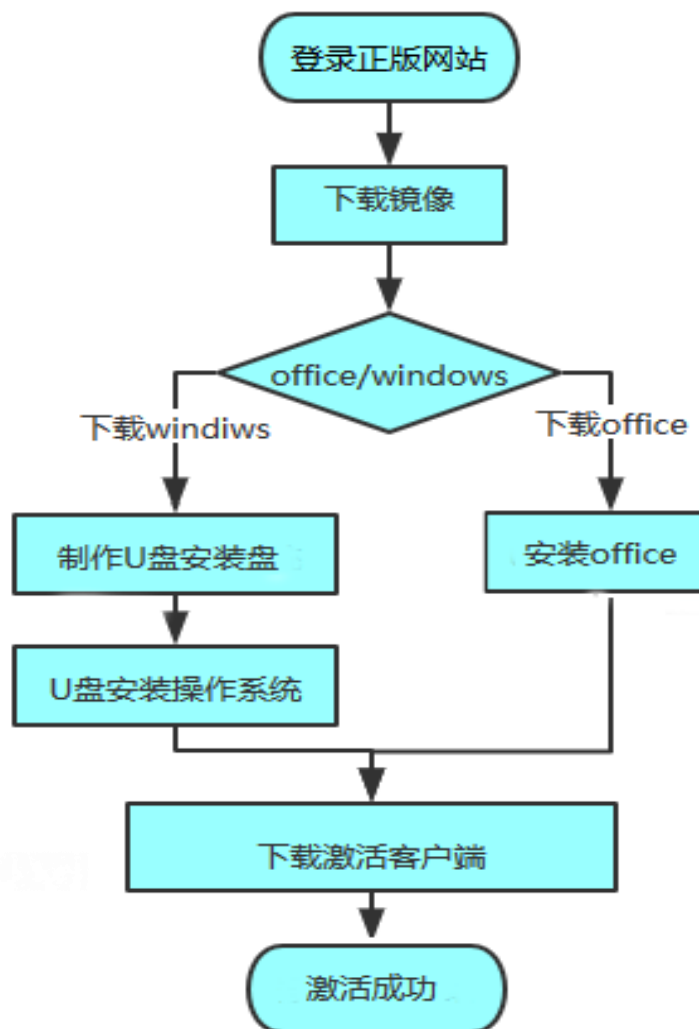 登录正版网站
下载镜像
office/windows
下载windiws
下载office
制作U盘安装盘
安装office
U盘安装操作系统
下载激活客户端
激活成功